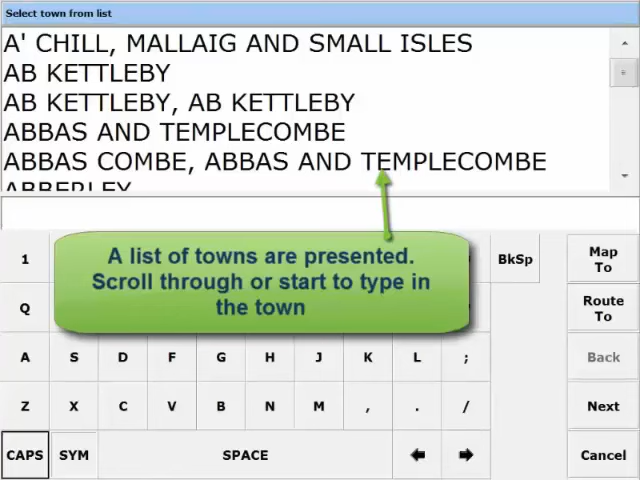 Select town from list
A' CHILL, MALLAIG AND SMALL ISLES
AB KETTLEBY
AB KETTLEBY, AB KETTLEBY
ABBAS AND TEMPLECOMBE
ABBAS COMBE, ABBAS AND TEMPLECOMBE
ABBERLEY
A list of towns are presented.
Scroll through or start to type in
the town
1 BkSp Map To
Q Route To
A S D F G H J K L ; Back
Z X C V B N M , . / Next
CAPS SYM SPACE Cancel